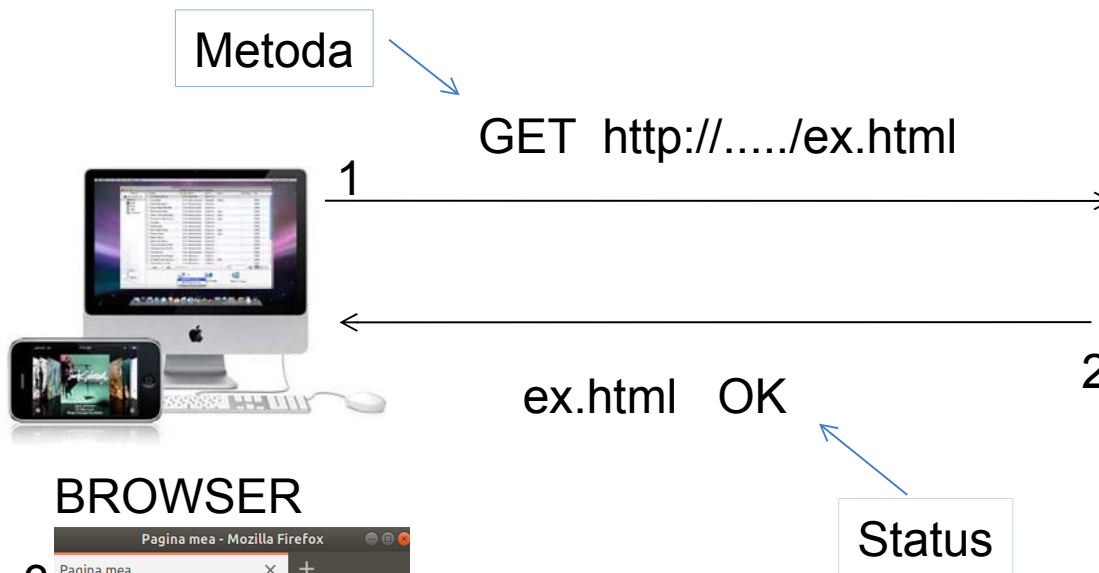 Metoda
GET http://...../ex.html
1
2
ex.html OK
BROWSER
Status
Pagina mea - Mozilla Firefox
Pagina mea × +